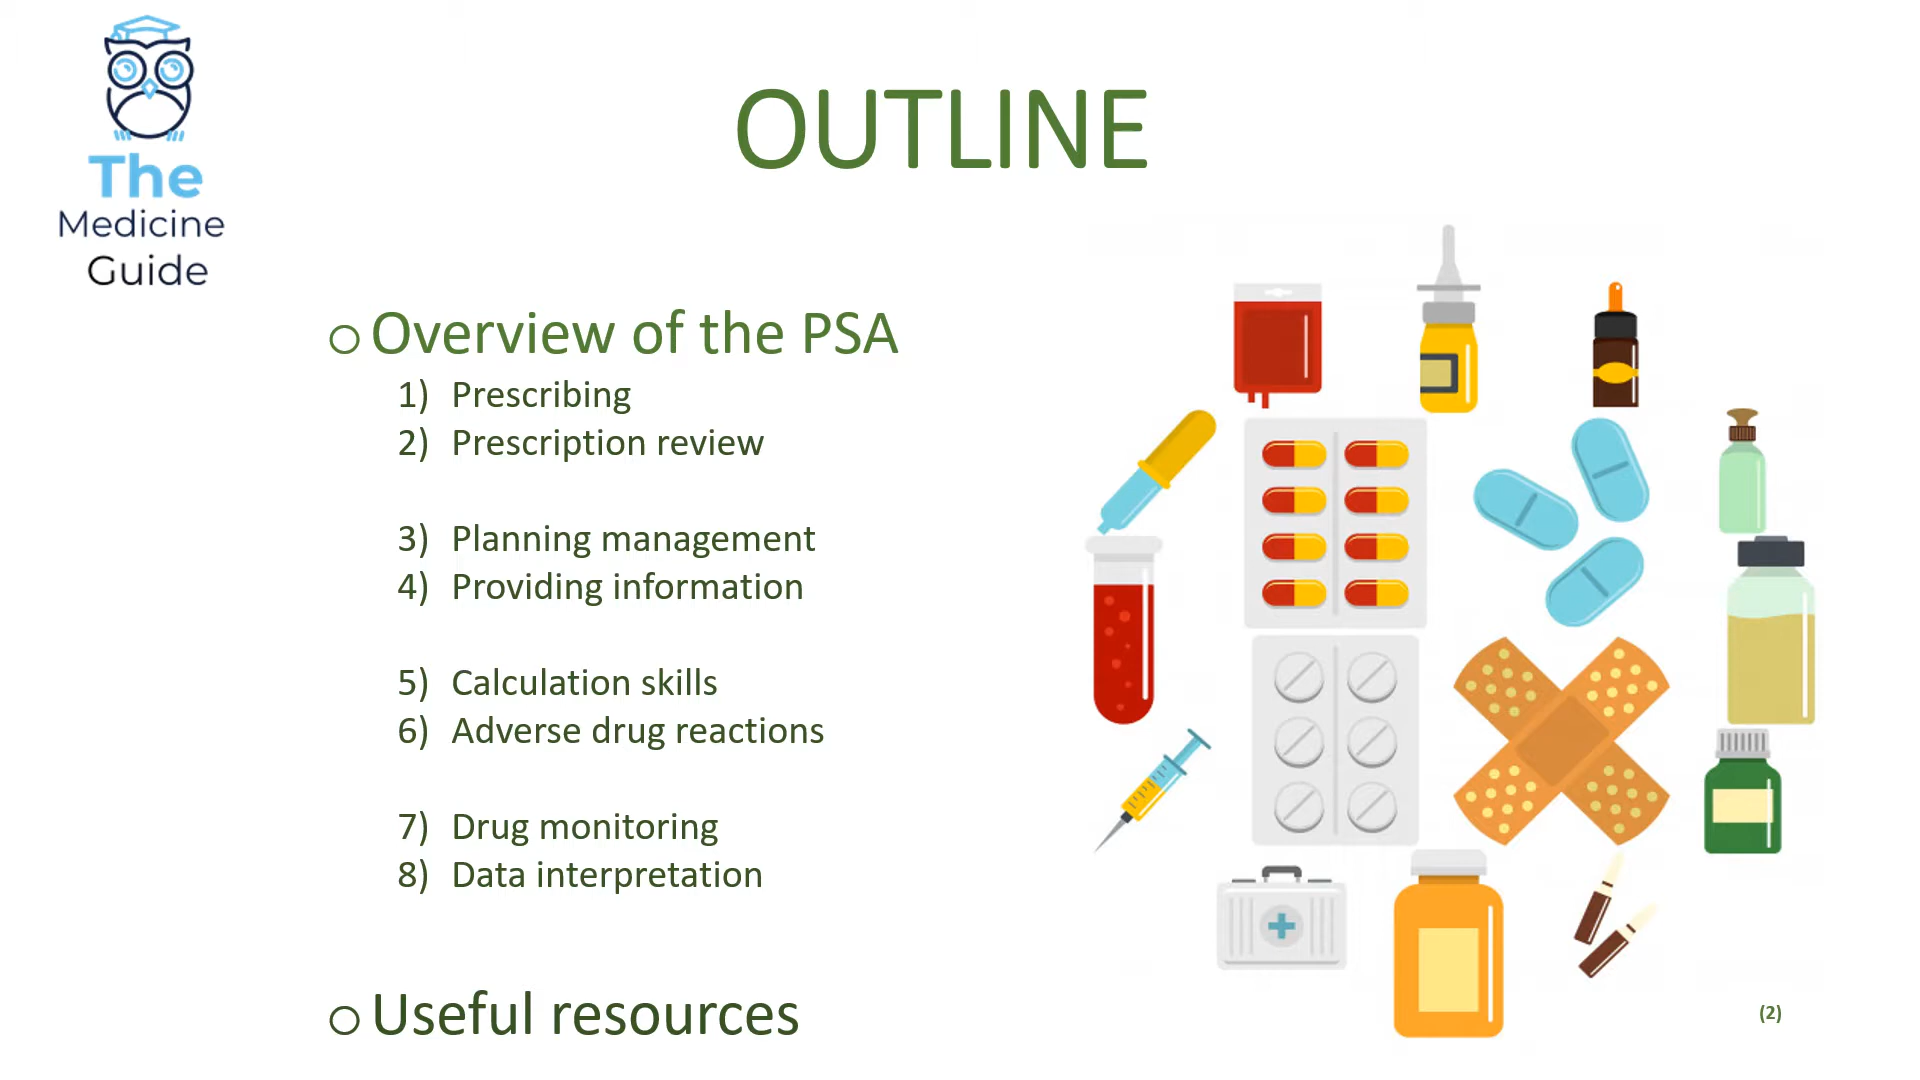 The
Medicine
Guide
OUTLINE
○ Overview of the PSA
1) Prescribing
2) Prescription review
3) Planning management
4) Providing information
5) Calculation skills
6) Adverse drug reactions
7) Drug monitoring
8) Data interpretation
○ Useful resources
(2)